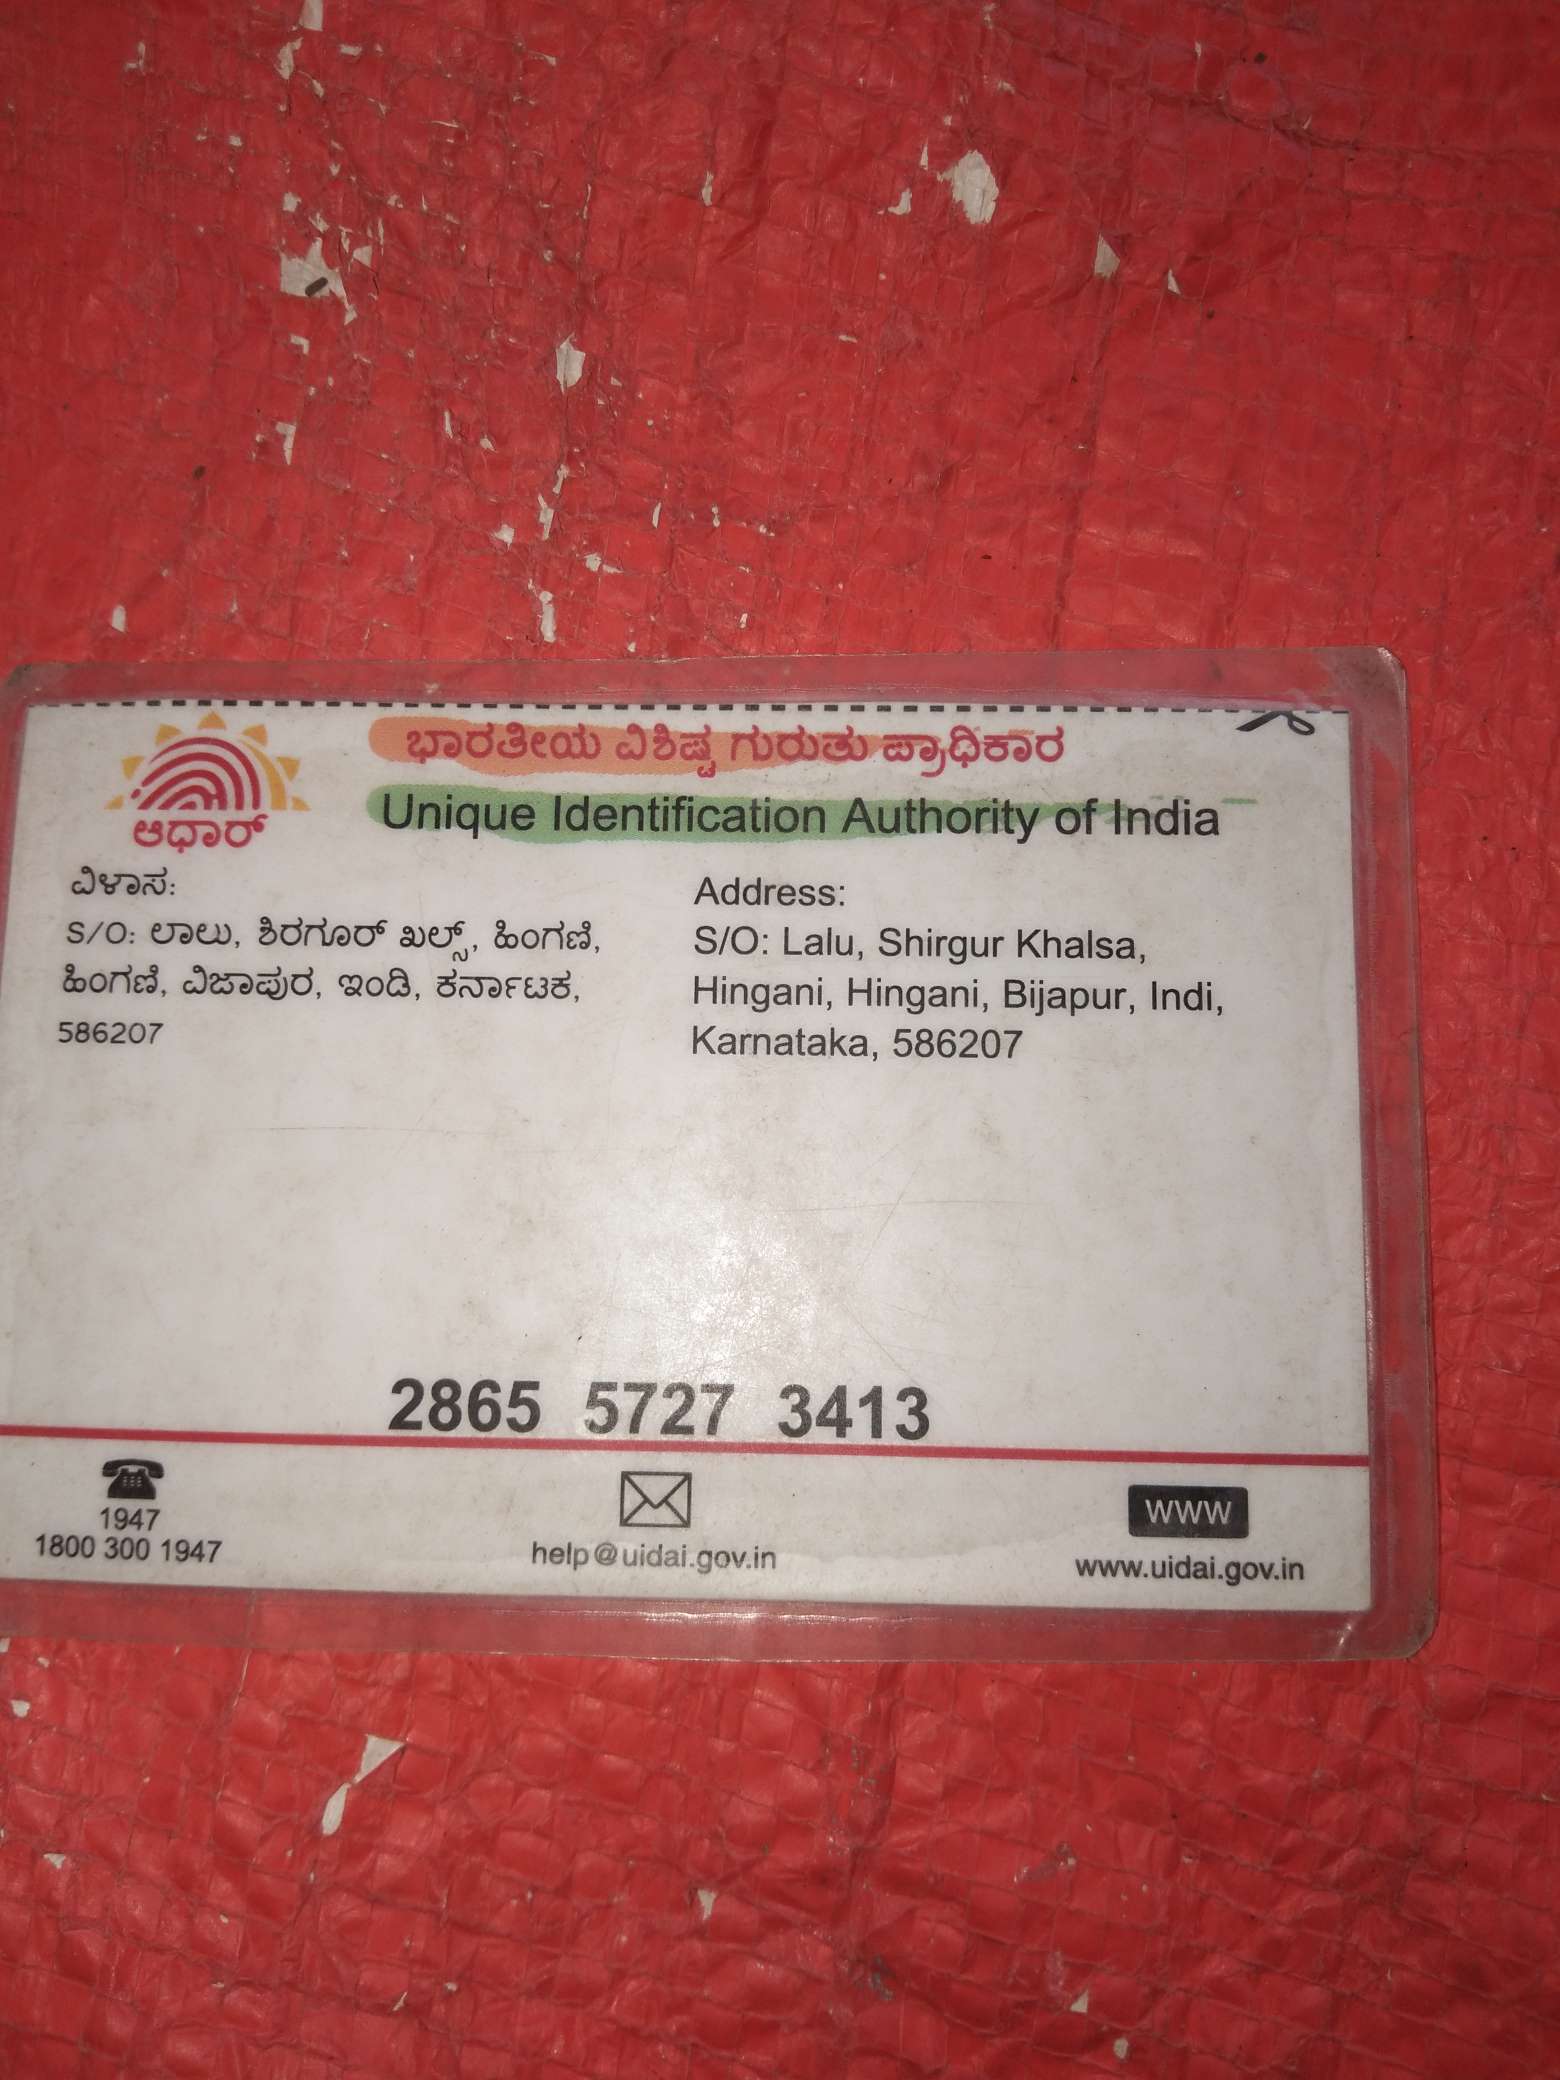 ಆಧಾರ್
ಭಾರತೀಯ ವಿಶಿಷ್ಟ ಗುರುತು ಪ್ರಾಧಿಕಾರ
Unique Identification Authority of India
ವಿಳಾಸ:
S/O: ಲಾಲು, ಶಿರಗೂರ್ ಖಲ್ಸ್, ಹಿಂಗಣಿ,
ಹಿಂಗಣಿ, ವಿಜಾಪುರ, ಇಂಡಿ, ಕರ್ನಾಟಕ,
586207
Address:
S/O: Lalu, Shirgur Khalsa,
Hingani, Hingani, Bijapur, Indi,
Karnataka, 586207
2865 5727 3413
1947
1800 300 1947
help@uidai.gov.in
WWW
www.uidai.gov.in